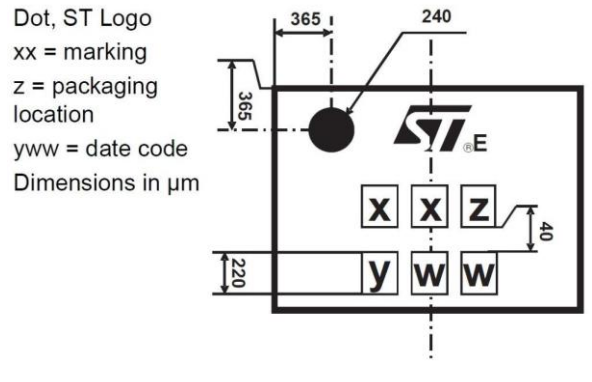 Dot, ST Logo
xx = marking
z = packaging
location
yww = date code
Dimensions in µm
365
240
365
ST
®E
x x z
40
y w w
220